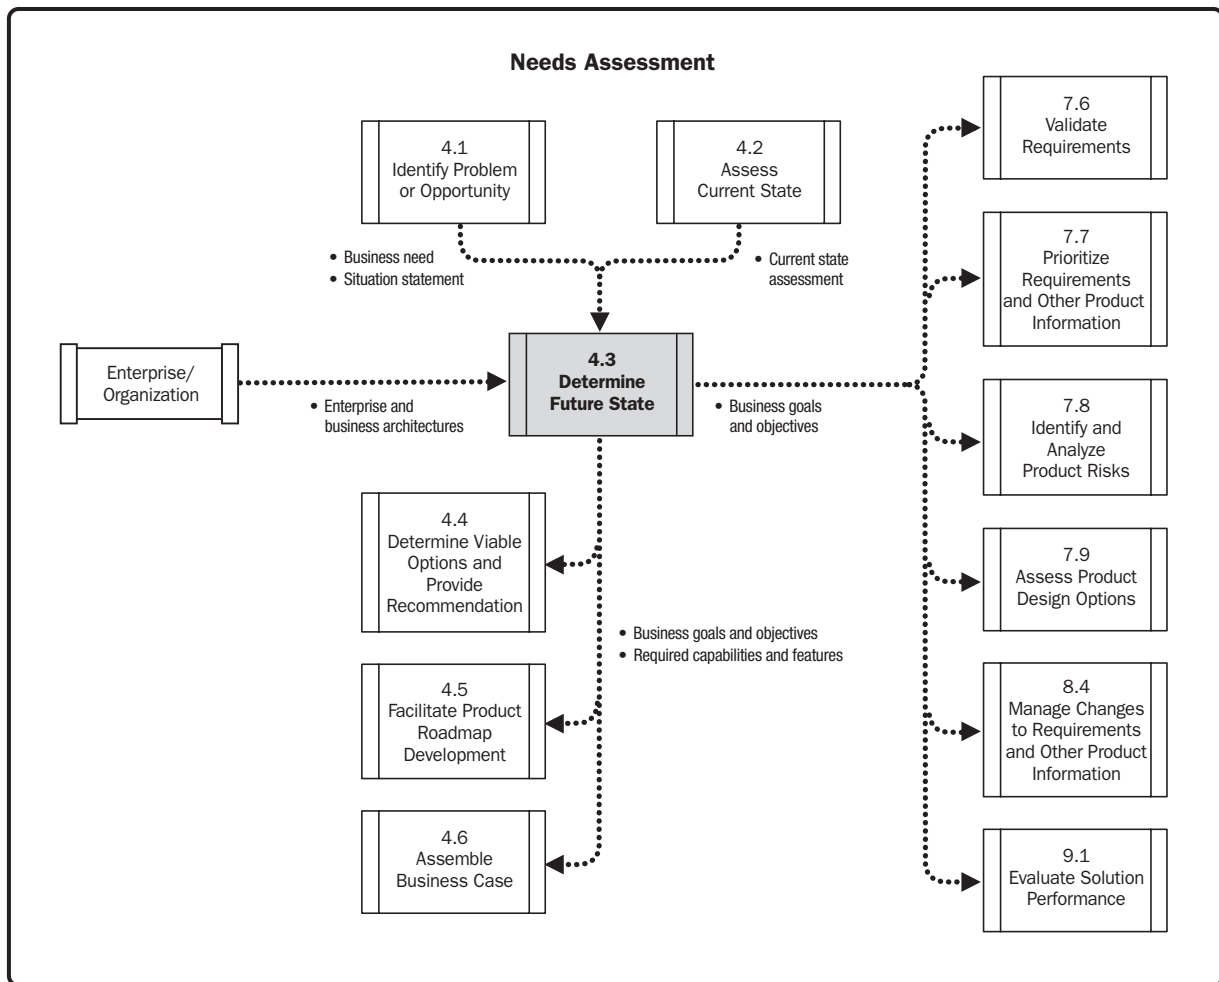 Needs Assessment
4.1
Identify Problem
or Opportunity
4.2
Assess
Current State
• Business need
• Situation statement
• Current state
assessment
Enterprise/
Organization
• Enterprise and
business architectures
4.3
Determine
Future State
• Business goals
and objectives
4.4
Determine Viable
Options and
Provide
Recommendation
• Business goals and objectives
• Required capabilities and features
4.5
Facilitate Product
Roadmap
Development
4.6
Assemble
Business Case
7.6
Validate
Requirements
7.7
Prioritize
Requirements
and Other Product
Information
7.8
Identify and
Analyze
Product Risks
7.9
Assess Product
Design Options
8.4
Manage Changes
to Requirements
and Other Product
Information
9.1
Evaluate Solution
Performance